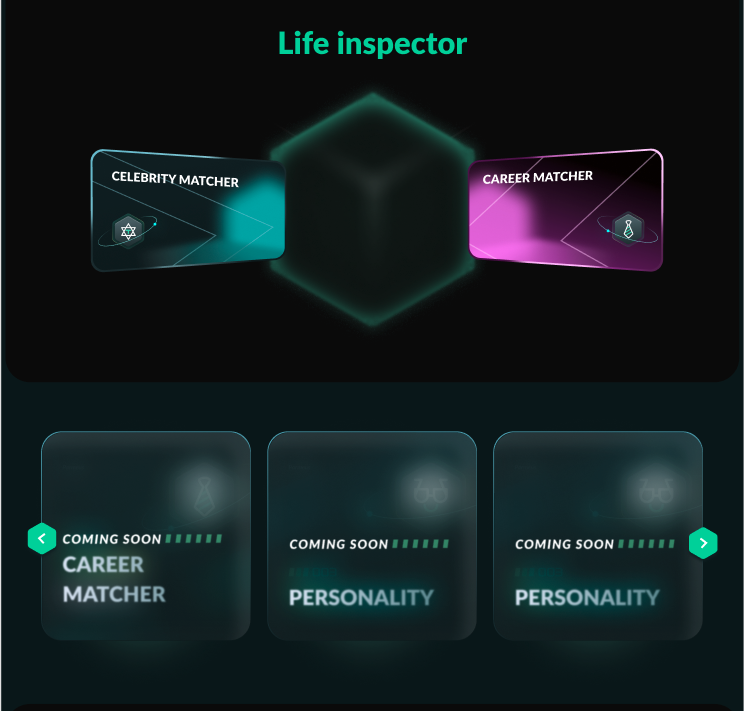 Life inspector
CELEBRITY MATCHER
CAREER MATCHER
COMING SOON
CAREER
MATCHER
COMING SOON
PERSONALITY
COMING SOON
PERSONALITY